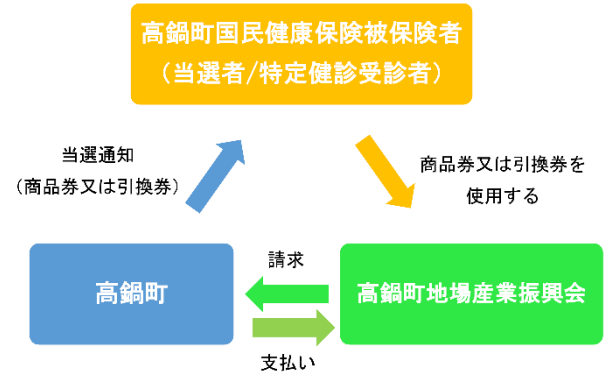 高鍋町国民健康保険被保険者
（当選者/特定健診受診者）
当選通知
（商品券又は引換券）
商品券又は引換券を
使用する
高鍋町
請求
高鍋町地場産業振興会
支払い